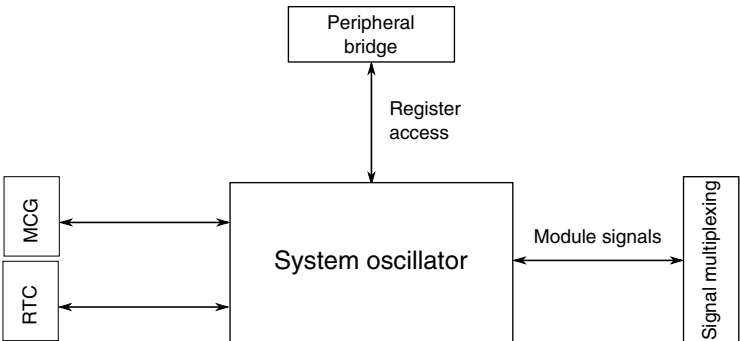 Peripheral
bridge
Register
access
MCG
System oscillator
Module signals
Signal multiplexing
RTC